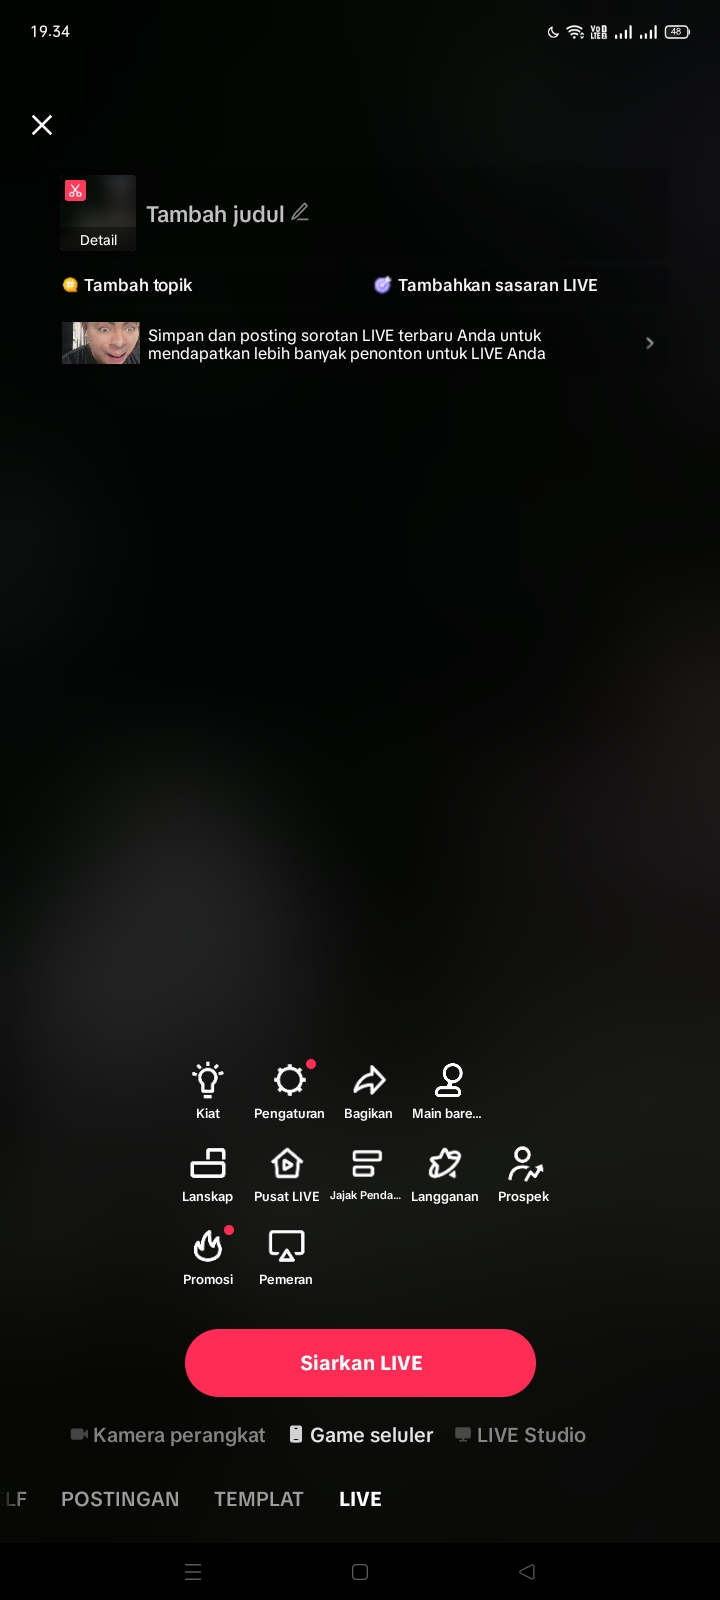 19.34
VoD LTE2
48
Tambah judul
Detail
Tambah topik
Tambahkan sasaran LIVE
Simpan dan posting sorotan LIVE terbaru Anda untuk
mendapatkan lebih banyak penonton untuk LIVE Anda
Kiat
Pengaturan
Bagikan
Main bare...
Lanskap
Pusat LIVE
Jajak Penda...
Langganan
Prospek
Promosi
Pemeran
Siarkan LIVE
Kamera perangkat
Game seluler
LIVE Studio
LF
POSTINGAN
TEMPLAT
LIVE